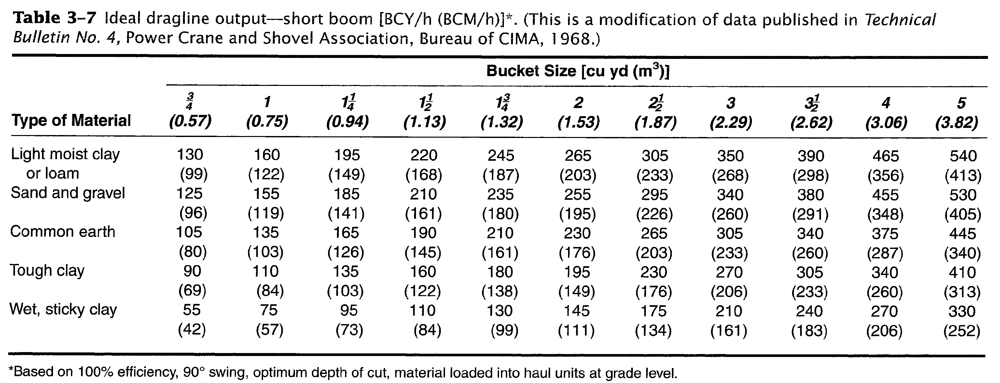 Table 3–7 Ideal dragline output—short boom [BCY/h (BCM/h)]*. (This is a modification of data published in Technical
Bulletin No. 4, Power Crane and Shovel Association, Bureau of CIMA, 1968.)
Bucket Size [cu yd (m³)]
3/4 1 1 1/4 1 1/2 1 3/4 2 2 1/2 3 3 1/2 4 5
Type of Material (0.57) (0.75) (0.94) (1.13) (1.32) (1.53) (1.87) (2.29) (2.62) (3.06) (3.82)
Light moist clay 130 160 195 220 245 265 305 350 390 465 540
or loam (99) (122) (149) (168) (187) (203) (233) (268) (298) (356) (413)
Sand and gravel 125 155 185 210 235 255 295 340 380 455 530
(96) (119) (141) (161) (180) (195) (226) (260) (291) (348) (405)
Common earth 105 135 165 190 210 230 265 305 340 375 445
(80) (103) (126) (145) (161) (176) (203) (233) (260) (287) (340)
Tough clay 90 110 135 160 180 195 230 270 305 340 410
(69) (84) (103) (122) (138) (149) (176) (206) (233) (260) (313)
Wet, sticky clay 55 75 95 110 130 145 175 210 240 270 330
(42) (57) (73) (84) (99) (111) (134) (161) (183) (206) (252)
*Based on 100% efficiency, 90° swing, optimum depth of cut, material loaded into haul units at grade level.